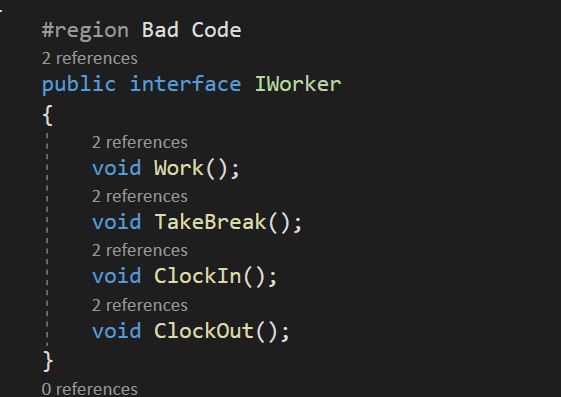 #region Bad Code
2 references
public interface IWorker
{
2 references
void Work();
2 references
void TakeBreak();
2 references
void ClockIn();
2 references
void ClockOut();
}
0 references